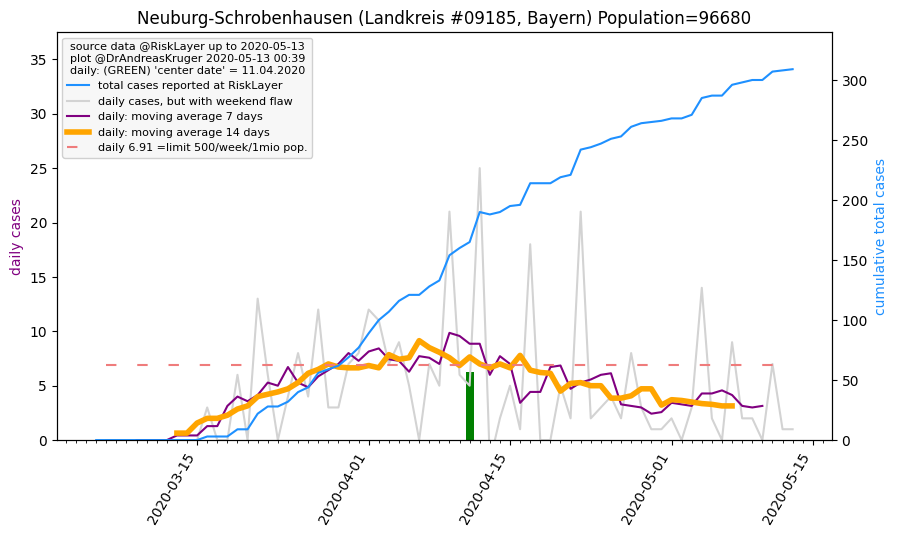 Neuburg-Schrobenhausen (Landkreis #09185, Bayern) Population=96680
source data @RiskLayer up to 2020-05-13
plot @DrAndreasKruger 2020-05-13 00:39
daily: (GREEN) 'center date' = 11.04.2020
total cases reported at RiskLayer
daily cases, but with weekend flaw
daily: moving average 7 days
daily: moving average 14 days
daily 6.91 =limit 500/week/1mio pop.
daily cases
35
30
25
20
15
10
5
0
cumulative total cases
300
250
200
150
100
50
0
2020-03-15
2020-04-01
2020-04-15
2020-05-01
2020-05-15